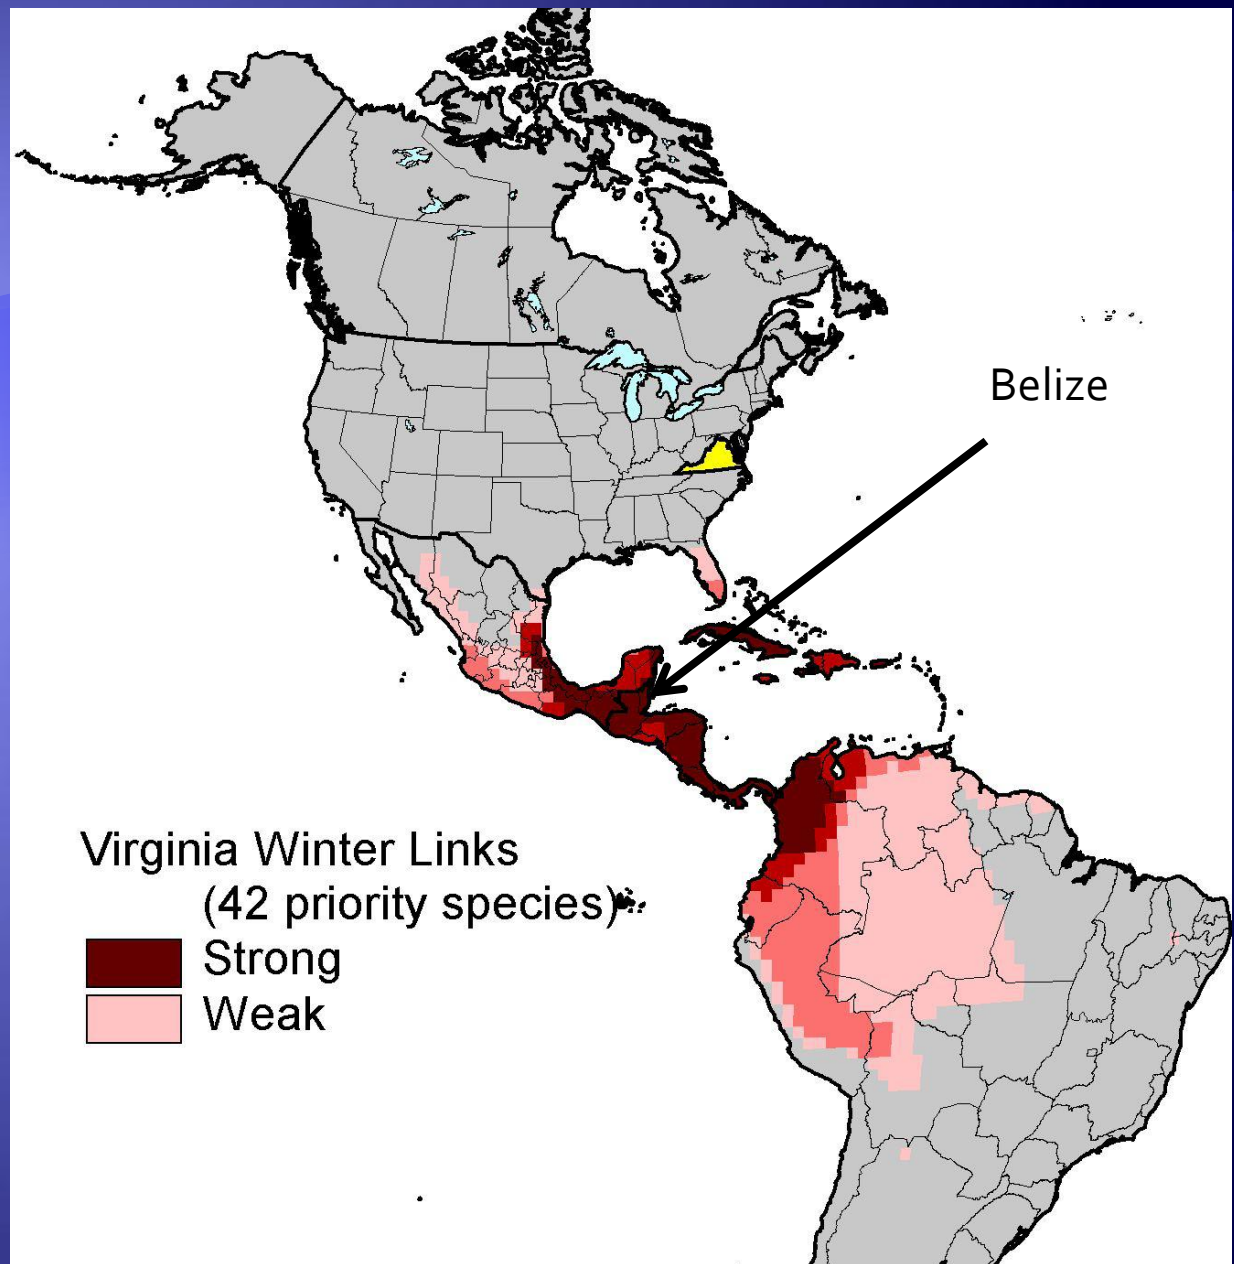 Belize
Virginia Winter Links
(42 priority species)
Strong
Weak